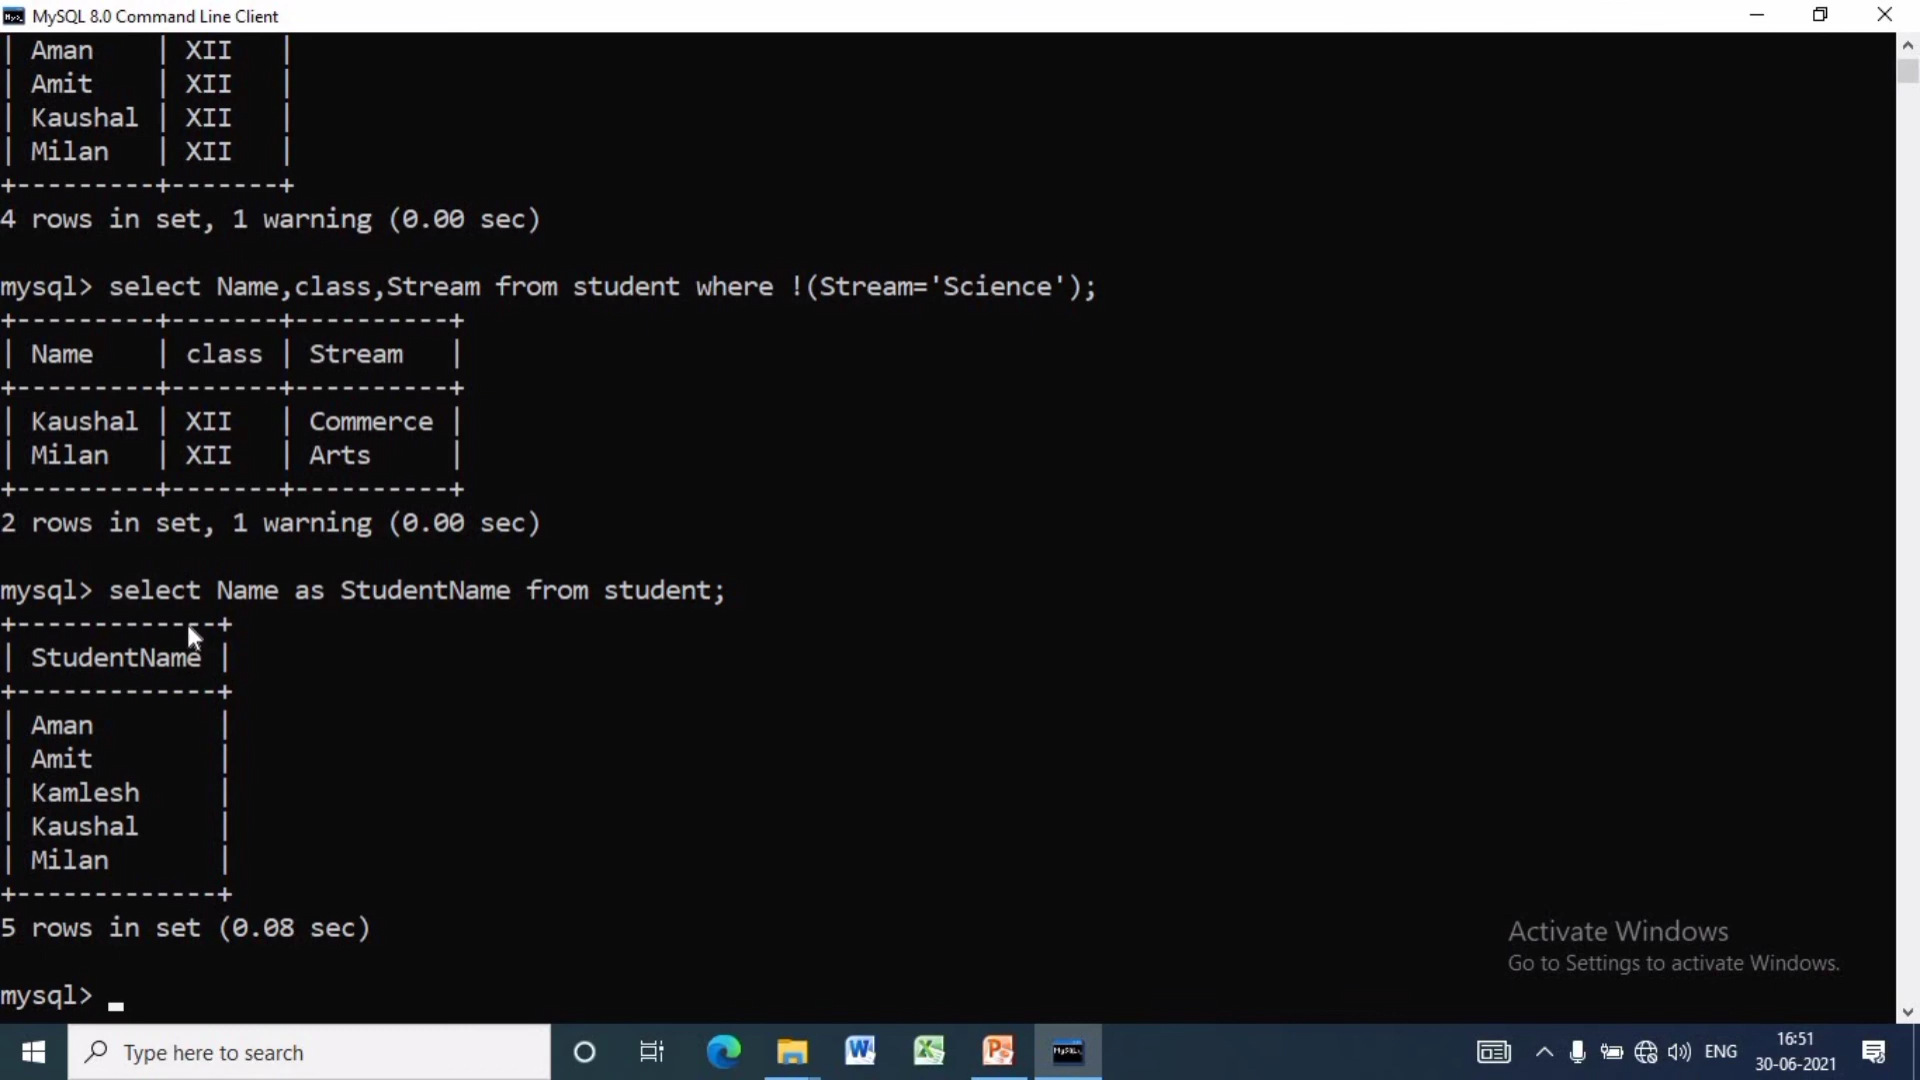 MySQL 8.0 Command Line Client
| Aman    | XII   |
| Amit    | XII   |
| Kaushal | XII   |
| Milan   | XII   |
+---------+-------+
4 rows in set, 1 warning (0.00 sec)
mysql> select Name,class,Stream from student where !(Stream='Science');
+---------+-------+----------+
| Name    | class | Stream   |
+---------+-------+----------+
| Kaushal | XII   | Commerce |
| Milan   | XII   | Arts     |
+---------+-------+----------+
2 rows in set, 1 warning (0.00 sec)
mysql> select Name as StudentName from student;
+-------------+
| StudentName |
+-------------+
| Aman        |
| Amit        |
| Kamlesh     |
| Kaushal     |
| Milan       |
+-------------+
5 rows in set (0.08 sec)
mysql>
Activate Windows
Go to Settings to activate Windows.
Type here to search
ENG
16:51
30-06-2021